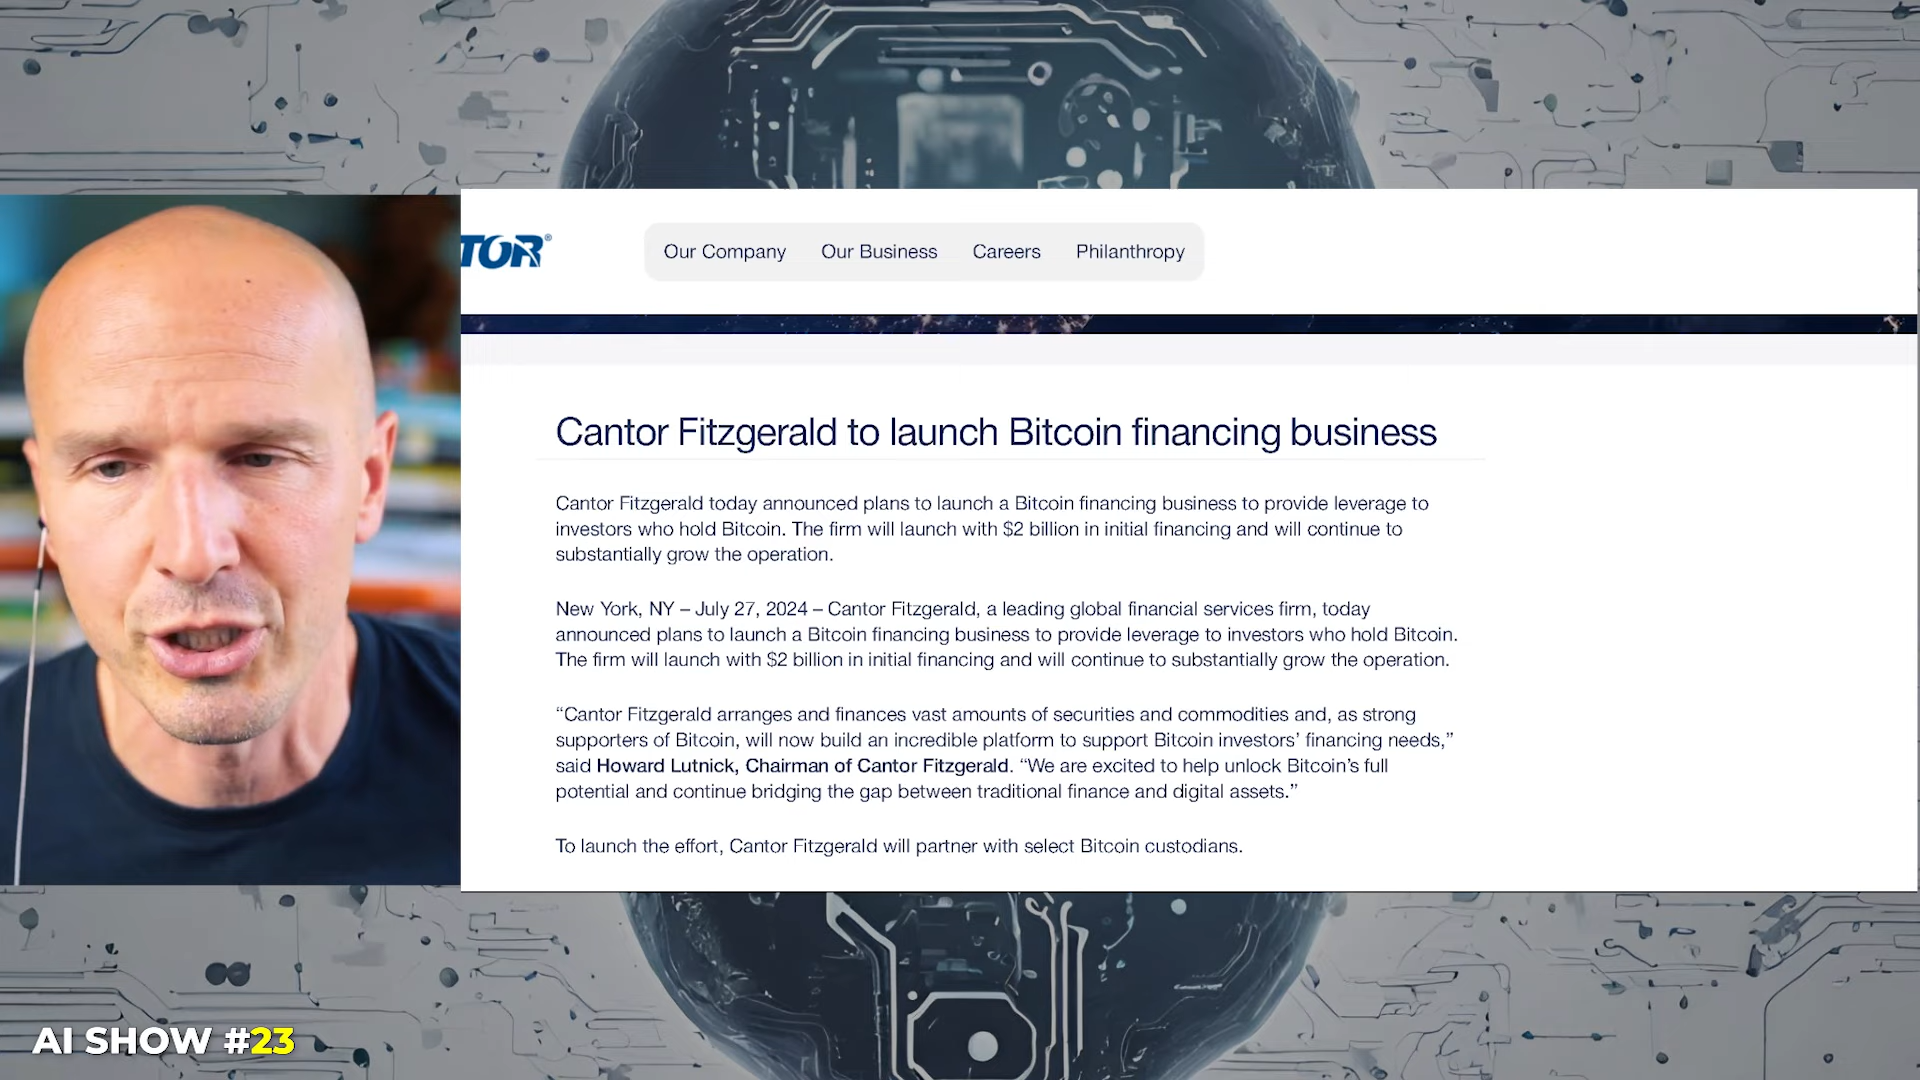 TOR®
Our Company Our Business Careers Philanthropy
Cantor Fitzgerald to launch Bitcoin financing business
Cantor Fitzgerald today announced plans to launch a Bitcoin financing business to provide leverage to
investors who hold Bitcoin. The firm will launch with $2 billion in initial financing and will continue to
substantially grow the operation.
New York, NY – July 27, 2024 – Cantor Fitzgerald, a leading global financial services firm, today
announced plans to launch a Bitcoin financing business to provide leverage to investors who hold Bitcoin.
The firm will launch with $2 billion in initial financing and will continue to substantially grow the operation.
“Cantor Fitzgerald arranges and finances vast amounts of securities and commodities and, as strong
supporters of Bitcoin, will now build an incredible platform to support Bitcoin investors’ financing needs,”
said Howard Lutnick, Chairman of Cantor Fitzgerald. “We are excited to help unlock Bitcoin’s full
potential and continue bridging the gap between traditional finance and digital assets.”
To launch the effort, Cantor Fitzgerald will partner with select Bitcoin custodians.
AI SHOW #23